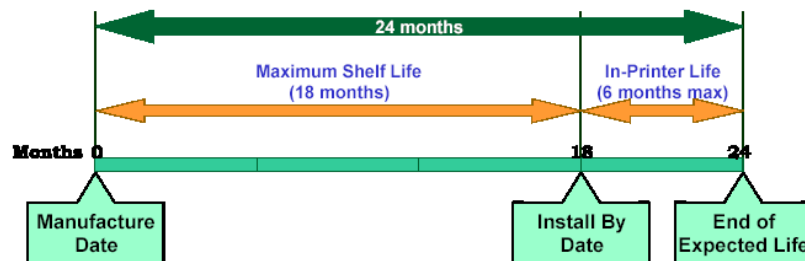 24 months
Maximum Shelf Life
(18 months)
In-Printer Life
(6 months max)
Months 0 18 24
Manufacture
Date
Install By
Date
End of
Expected Life